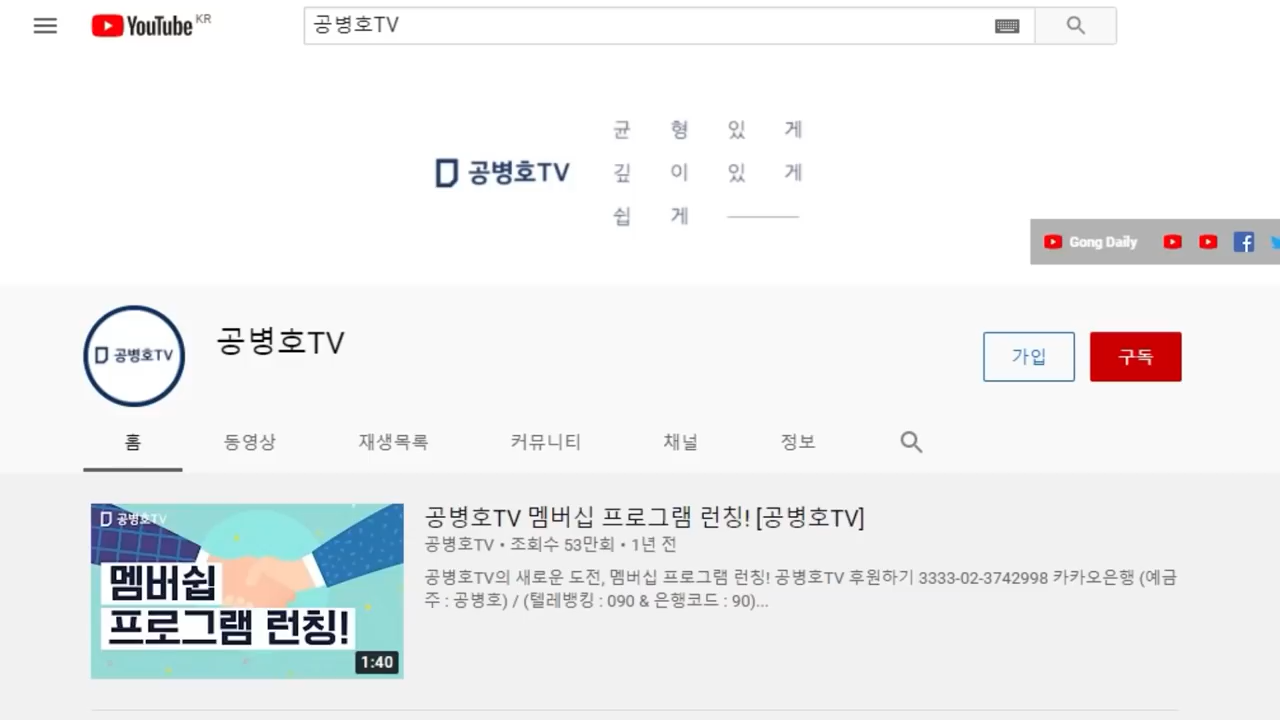 YouTube KR
공병호TV
균 형 있 게
공병호TV
깊 이 있 게
쉽 게
Gong Daily
공병호TV
공병호TV
가입
구독
홈
동영상
재생목록
커뮤니티
채널
정보
공병호TV
멤버쉽
프로그램 런칭!
1:40
공병호TV 멤버십 프로그램 런칭! [공병호TV]
공병호TV • 조회수 53만회 • 1년 전
공병호TV의 새로운 도전, 멤버십 프로그램 런칭! 공병호TV 후원하기 3333-02-3742998 카카오은행 (예금
주 : 공병호) / (텔레뱅킹 : 090 & 은행코드 : 90)...